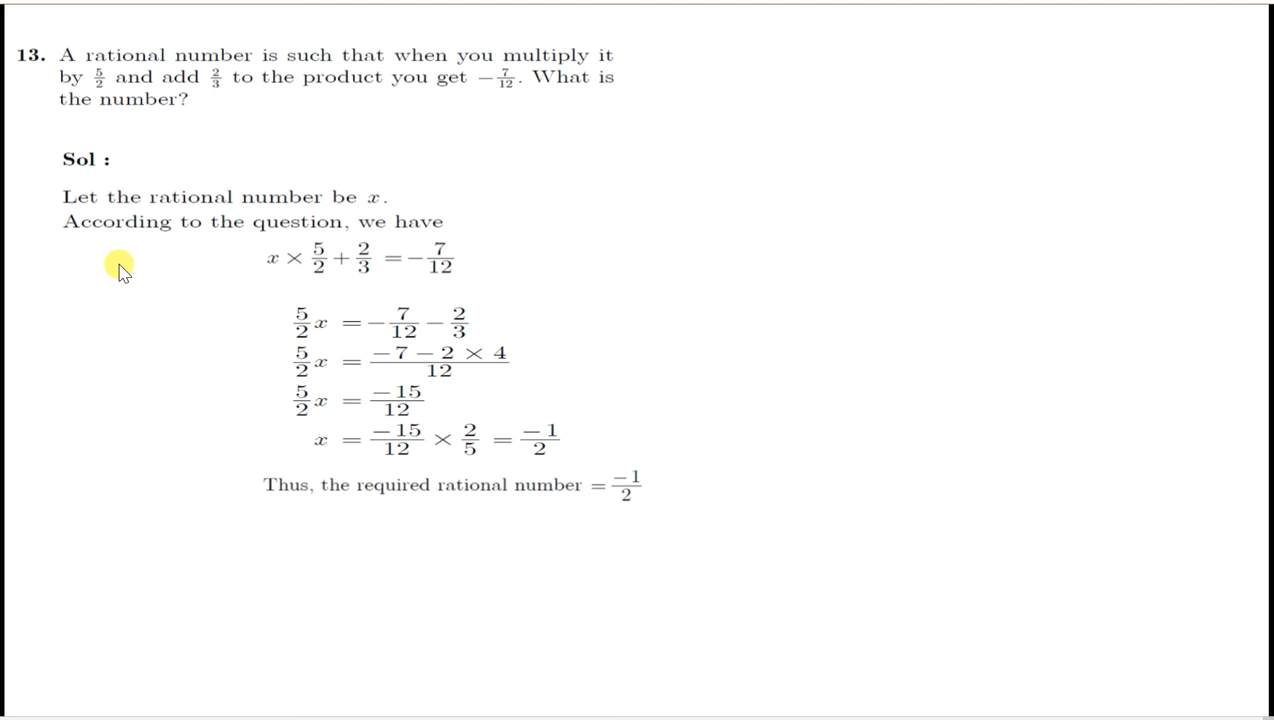 13. A rational number is such that when you multiply it
by 5/2 and add 2/3 to the product you get −7/12. What is
the number?
Sol :
Let the rational number be x.
According to the question, we have
x × 5/2 + 2/3 = −7/12
5/2 x = −7/12 − 2/3
5/2 x = (−7 − 2 × 4)/12
5/2 x = −15/12
x = −15/12 × 2/5 = −1/2
Thus, the required rational number = −1/2